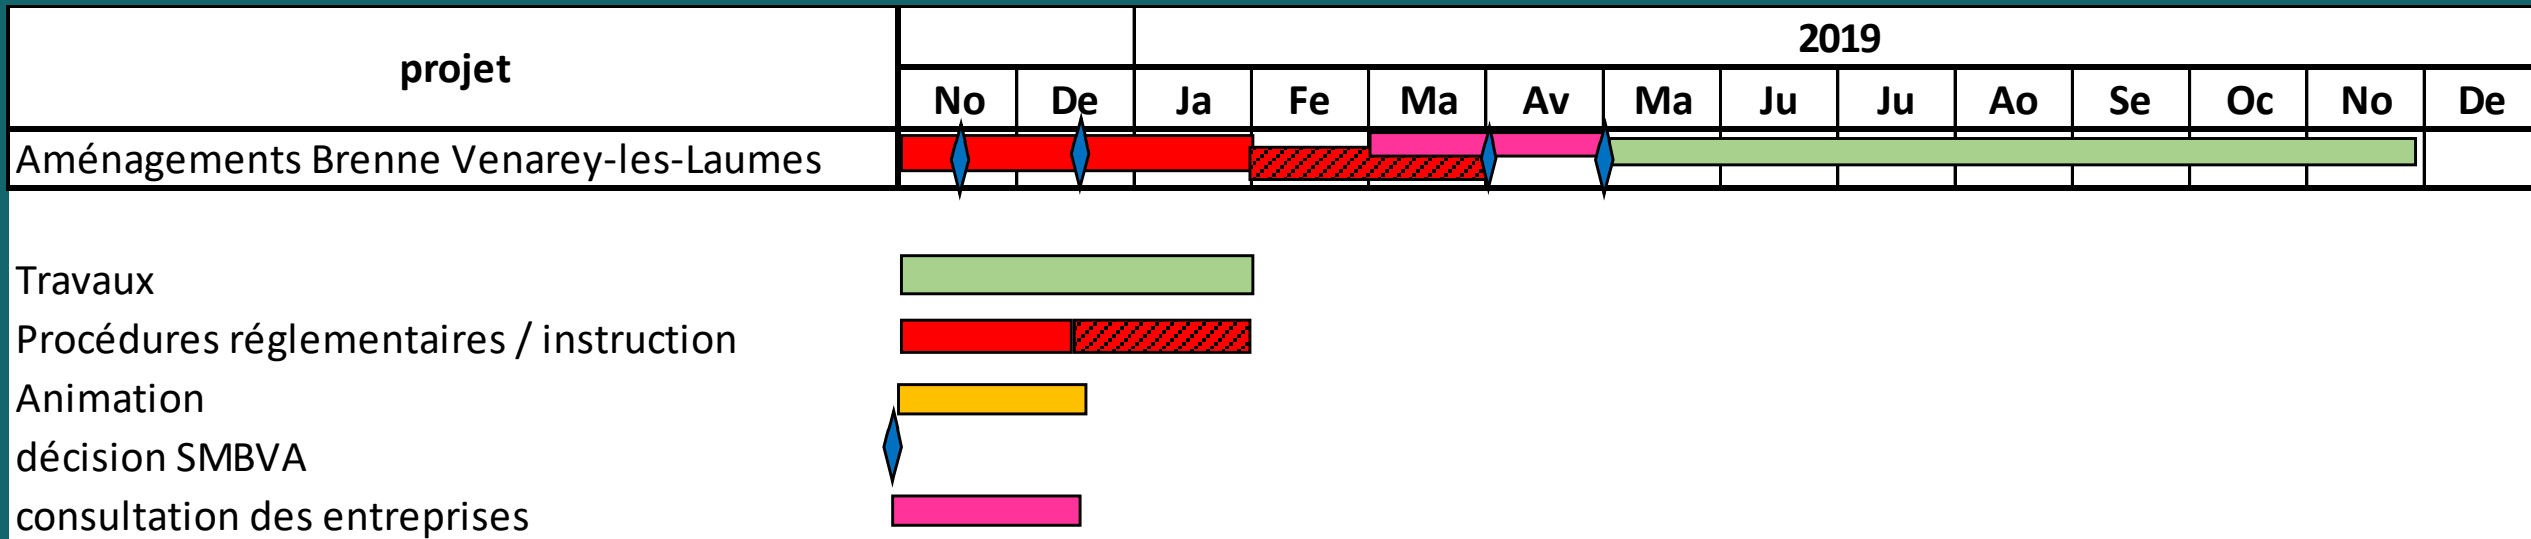 projet
2019
No De Ja Fe Ma Av Ma Ju Ju Ao Se Oc No De
Aménagements Brenne Venarey-les-Laumes
Travaux
Procédures réglementaires / instruction
Animation
décision SMBVA
consultation des entreprises